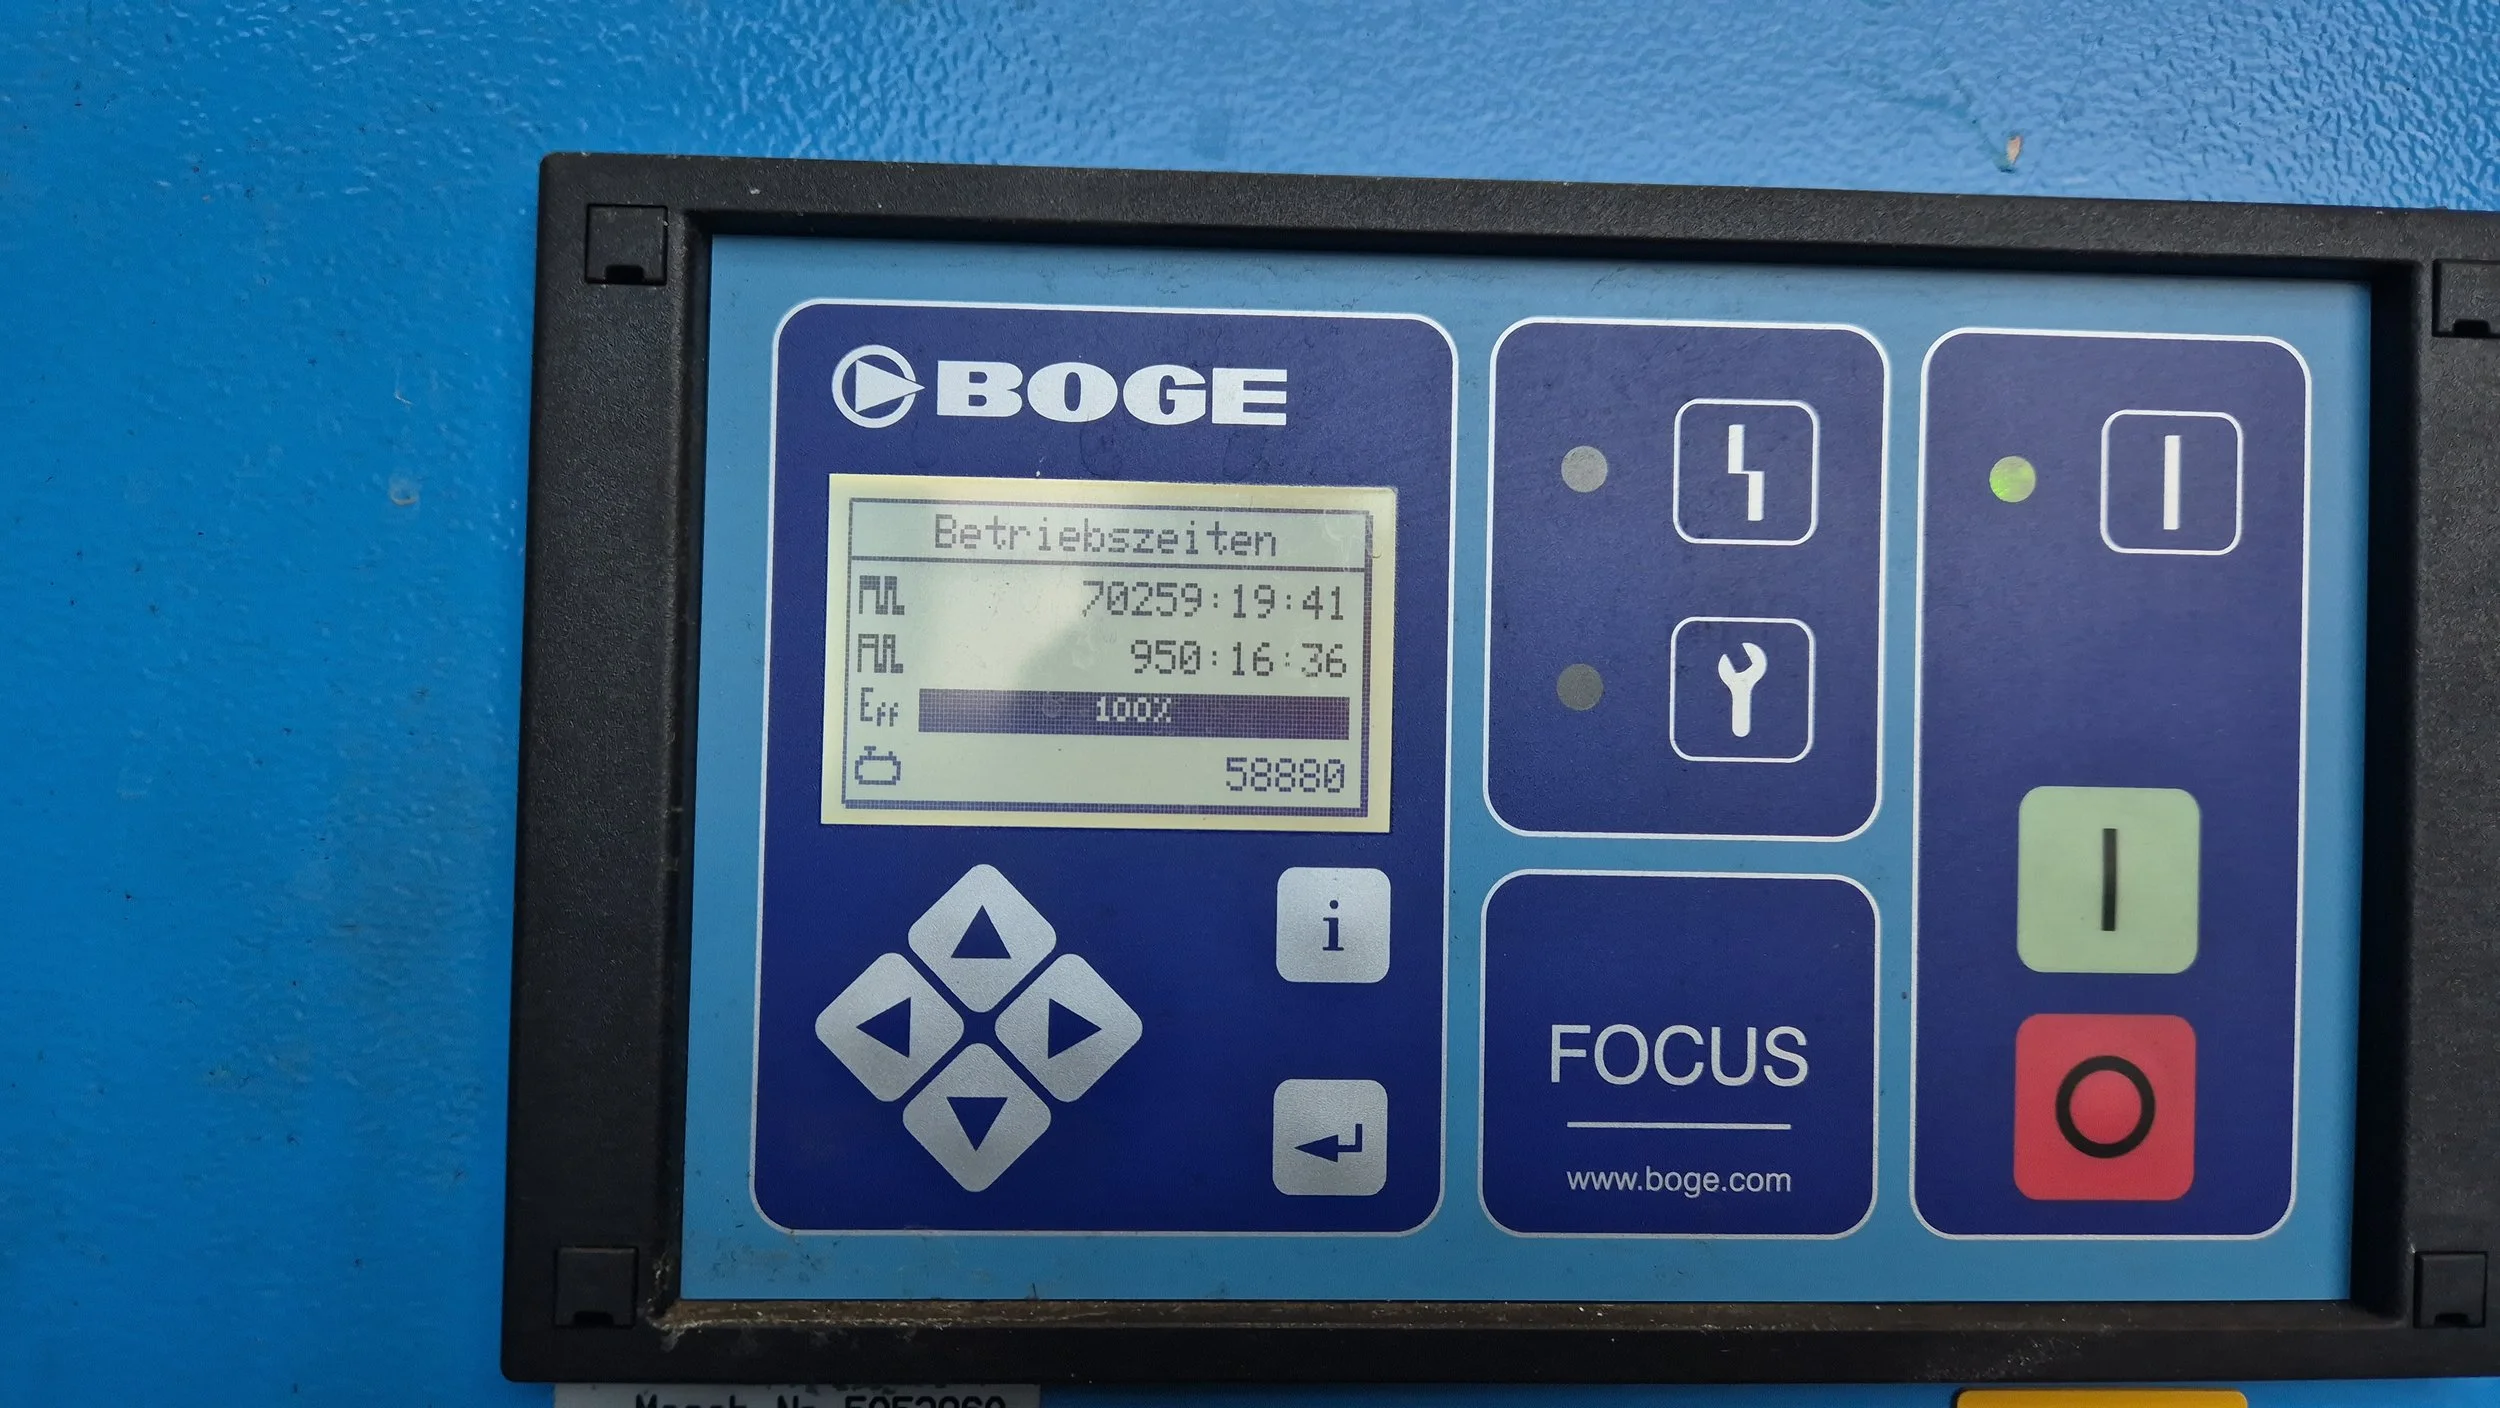 BOGE
Betriebszeiten
70259:19:41
950:16:36
Eff 100%
58880
i
FOCUS
www.boge.com